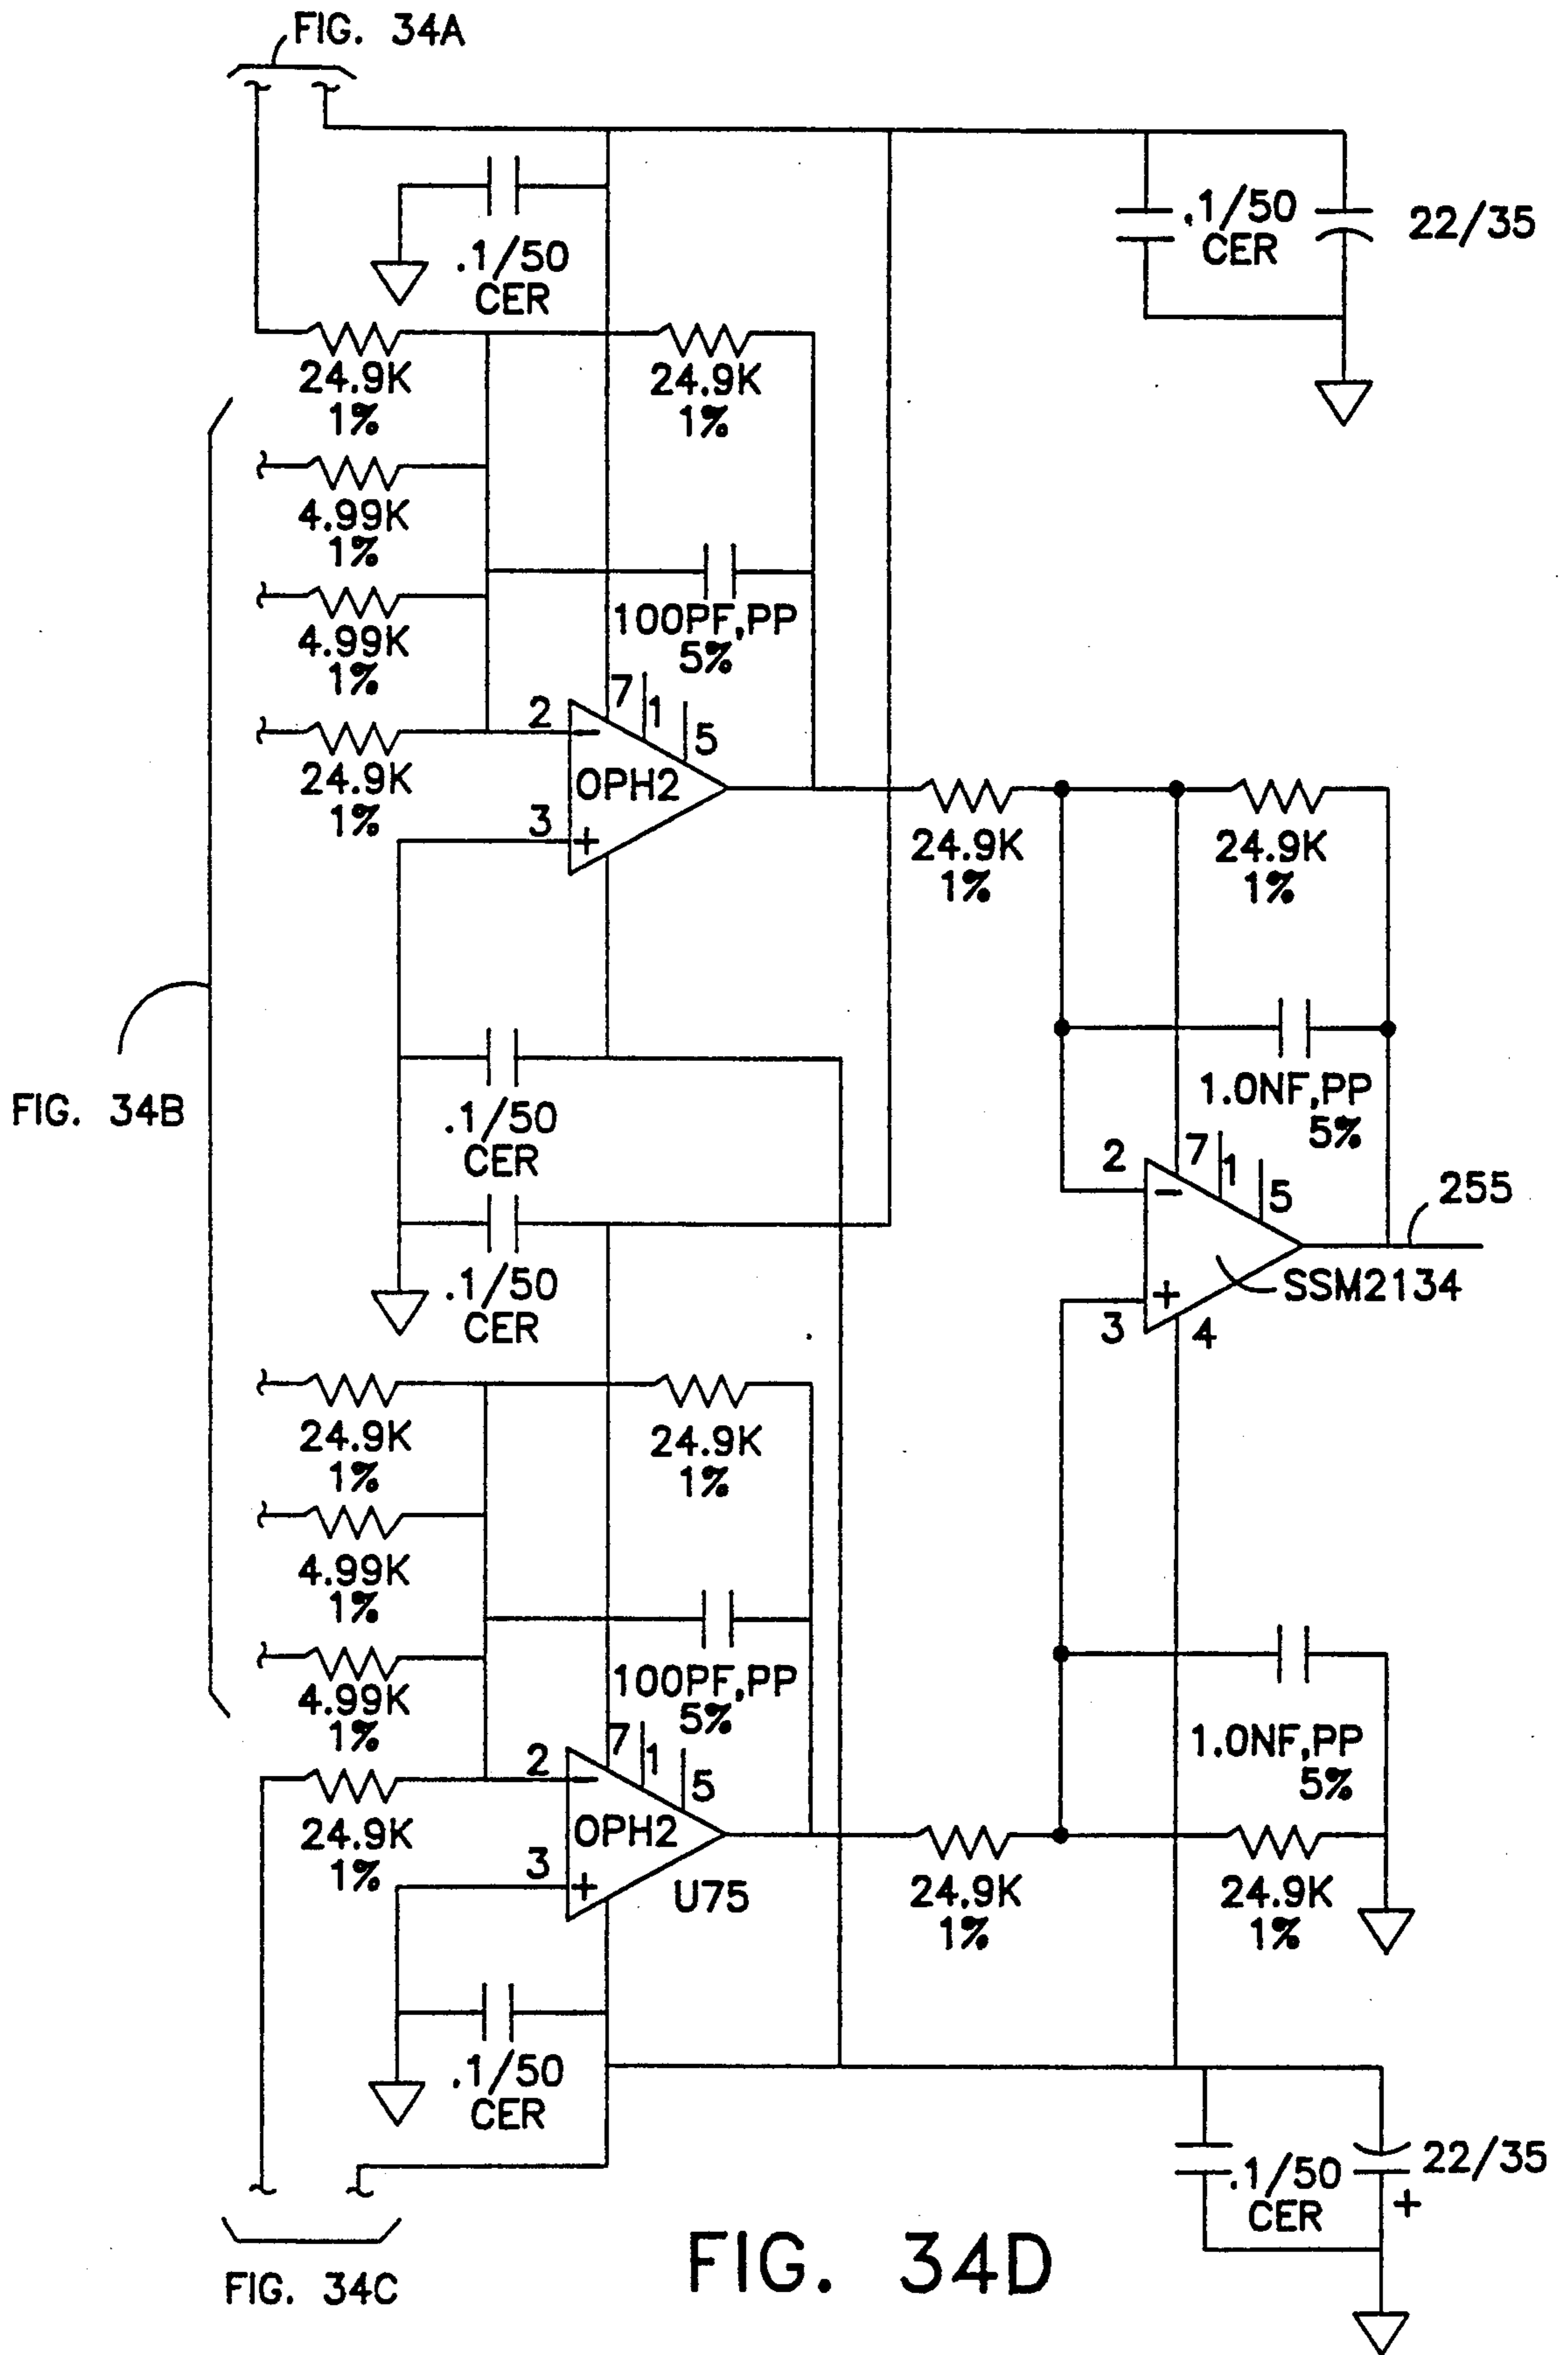 FIG. 34A
.1/50
CER
.1/50
CER
22/35
24.9K
1%
24.9K
1%
4.99K
1%
4.99K
1%
100PF,PP
5%
24.9K
1%
2
7
1
5
OPH2
3
24.9K
1%
24.9K
1%
FIG. 34B
.1/50
CER
.1/50
CER
1.0NF,PP
5%
2
7
1
5
255
SSM2134
3
4
24.9K
1%
24.9K
1%
4.99K
1%
4.99K
1%
100PF,PP
5%
24.9K
1%
2
7
1
5
OPH2
3
U75
1.0NF,PP
5%
24.9K
1%
24.9K
1%
.1/50
CER
.1/50
CER
22/35
+
FIG. 34C
FIG. 34D